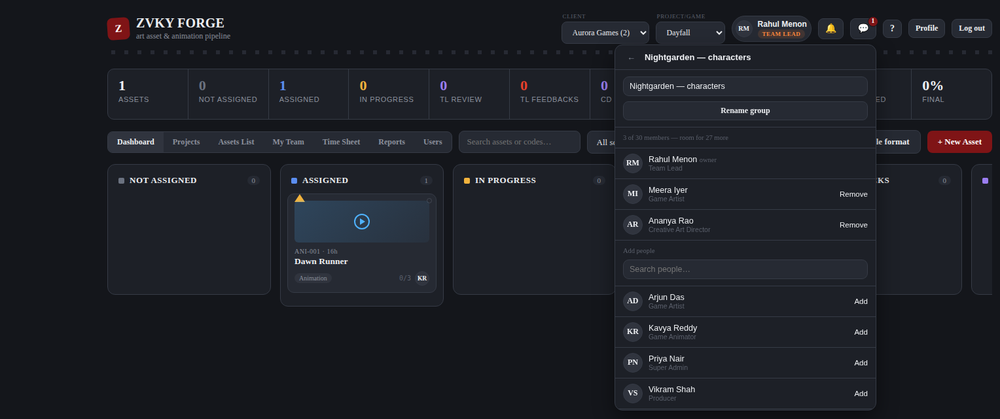 Z
ZVKY FORGE
art asset & animation pipeline
CLIENT
Aurora Games (2)
PROJECT/GAME
Dayfall
RM
Rahul Menon
TEAM LEAD
1
?
Profile
Log out
1
ASSETS
0
NOT ASSIGNED
1
ASSIGNED
0
IN PROGRESS
0
TL REVIEW
0
TL FEEDBACKS
0
CD
ED
0%
FINAL
Dashboard
Projects
Assets List
My Team
Time Sheet
Reports
Users
Search assets or codes…
All
le format
+ New Asset
NOT ASSIGNED
0
ASSIGNED
1
ANI-001 · 16h
Dawn Runner
Animation
0/3
KR
IN PROGRESS
0
CKS
0
← Nightgarden — characters
Nightgarden — characters
Rename group
3 of 30 members — room for 27 more
RM
Rahul Menon owner
Team Lead
MI
Meera Iyer
Game Artist
Remove
AR
Ananya Rao
Creative Art Director
Remove
Add people
Search people…
AD
Arjun Das
Game Artist
Add
KR
Kavya Reddy
Game Animator
Add
PN
Priya Nair
Super Admin
Add
VS
Vikram Shah
Producer
Add